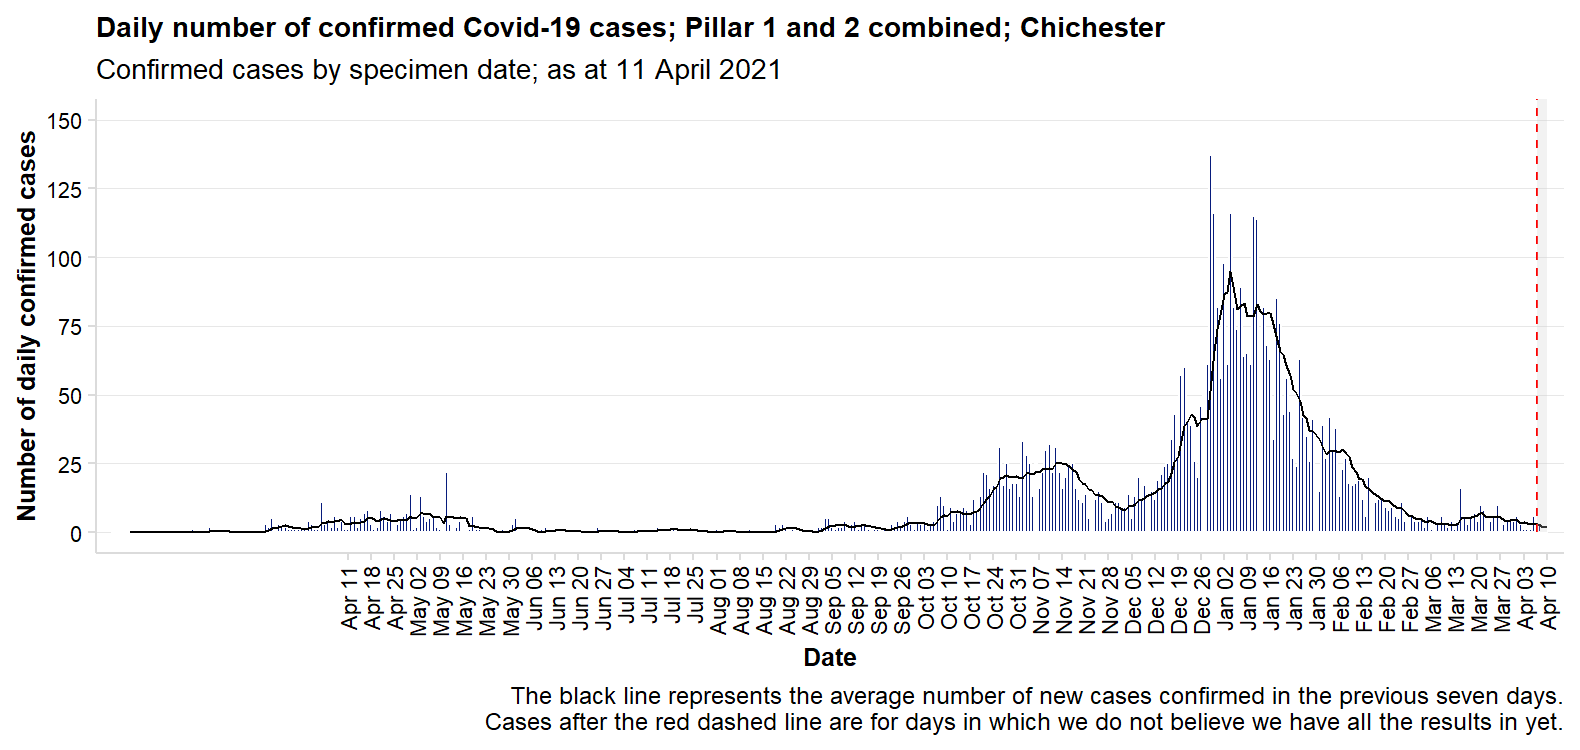 Daily number of confirmed Covid-19 cases; Pillar 1 and 2 combined; Chichester
Confirmed cases by specimen date; as at 11 April 2021
Number of daily confirmed cases
150
125
100
75
50
25
0
Apr 11
Apr 18
Apr 25
May 02
May 09
May 16
May 23
May 30
Jun 06
Jun 13
Jun 20
Jun 27
Jul 04
Jul 11
Jul 18
Jul 25
Aug 01
Aug 08
Aug 15
Aug 22
Aug 29
Sep 05
Sep 12
Sep 19
Sep 26
Oct 03
Oct 10
Oct 17
Oct 24
Oct 31
Nov 07
Nov 14
Nov 21
Nov 28
Dec 05
Dec 12
Dec 19
Dec 26
Jan 02
Jan 09
Jan 16
Jan 23
Jan 30
Feb 06
Feb 13
Feb 20
Feb 27
Mar 06
Mar 13
Mar 20
Mar 27
Apr 03
Apr 10
Date
The black line represents the average number of new cases confirmed in the previous seven days.
Cases after the red dashed line are for days in which we do not believe we have all the results in yet.